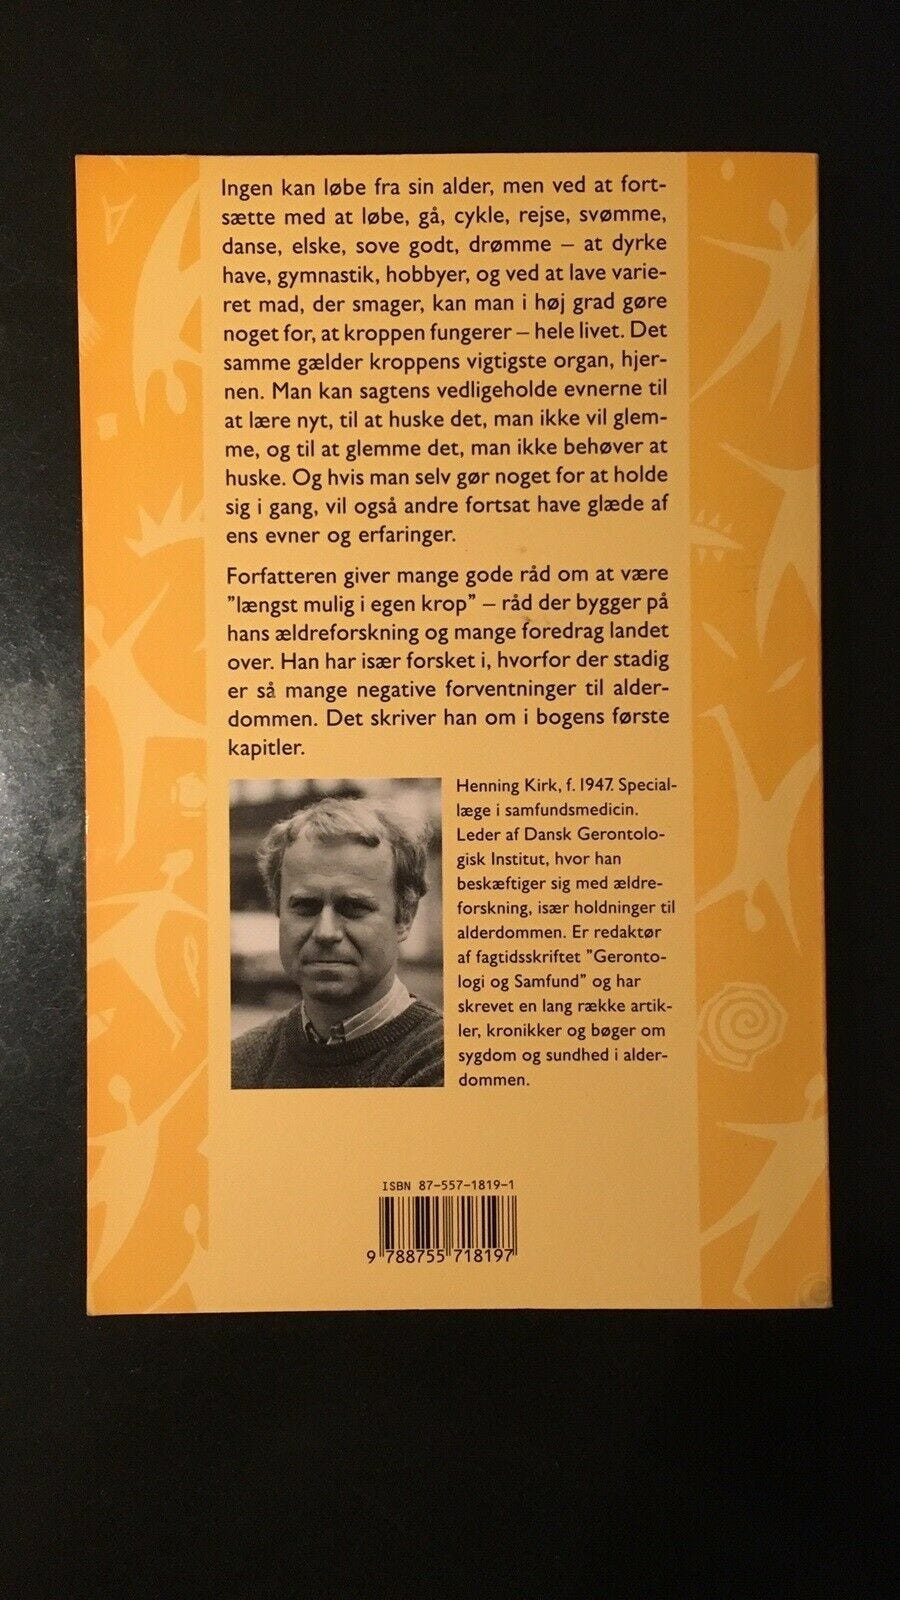 Ingen kan løbe fra sin alder, men ved at fort-
sætte med at løbe, gå, cykle, rejse, svømme,
danse, elske, sove godt, drømme – at dyrke
have, gymnastik, hobbyer, og ved at lave varie-
ret mad, der smager, kan man i høj grad gøre
noget for, at kroppen fungerer – hele livet. Det
samme gælder kroppens vigtigste organ, hjer-
nen. Man kan sagtens vedligeholde evnerne til
at lære nyt, til at huske det, man ikke vil glem-
me, og til at glemme det, man ikke behøver at
huske. Og hvis man selv gør noget for at holde
sig i gang, vil også andre fortsat have glæde af
ens evner og erfaringer.
Forfatteren giver mange gode råd om at være
”længst mulig i egen krop” – råd der bygger på
hans ældreforskning og mange foredrag landet
over. Han har især forsket i, hvorfor der stadig
er så mange negative forventninger til alder-
dommen. Det skriver han om i bogens første
kapitler.
Henning Kirk, f. 1947. Special-
læge i samfundsmedicin.
Leder af Dansk Gerontolo-
gisk Institut, hvor han
beskæftiger sig med ældre-
forskning, især holdninger til
alderdommen. Er redaktør
af fagtidsskriftet ”Geronto-
logi og Samfund” og har
skrevet en lang række artik-
ler, kronikker og bøger om
sygdom og sundhed i alder-
dommen.
ISBN 87-557-1819-1
9 788755 718197